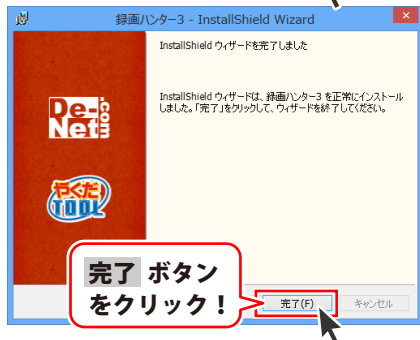 録画ハンター3 - InstallShield Wizard
InstallShield ウィザードを完了しました
InstallShield ウィザードは、録画ハンター3 を正常にインストール
しました。「完了」をクリックして、ウィザードを終了してください。
De-
Net.com
やくだ!
TOOL
完了 ボタン
をクリック！
完了(F)
キャンセル